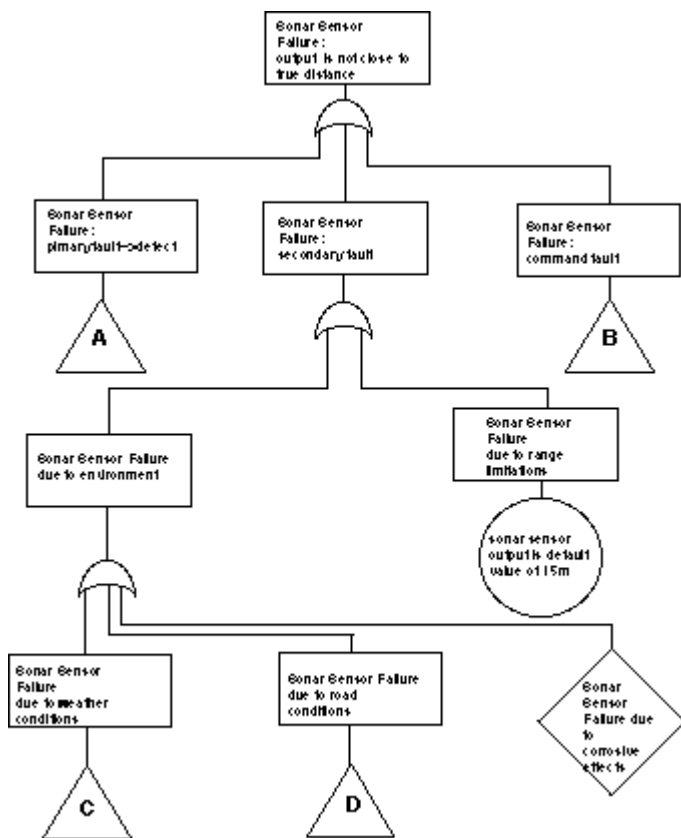 Sonar Sensor
Failure:
output is not close to
true distance
Sonar Sensor
Failure:
pimary fault->defect
Sonar Sensor
Failure:
secondary fault
Sonar Sensor
Failure:
command fault
A
B
Sonar Sensor Failure
due to environment
Sonar Sensor
Failure
due to range
limitations
sonar sensor
output is default
value of 15m
Sonar Sensor
Failure
due to weather
conditions
Sonar Sensor Failure
due to road
conditions
Sonar
Sensor
Failure due
to
corrosive
effects
C
D